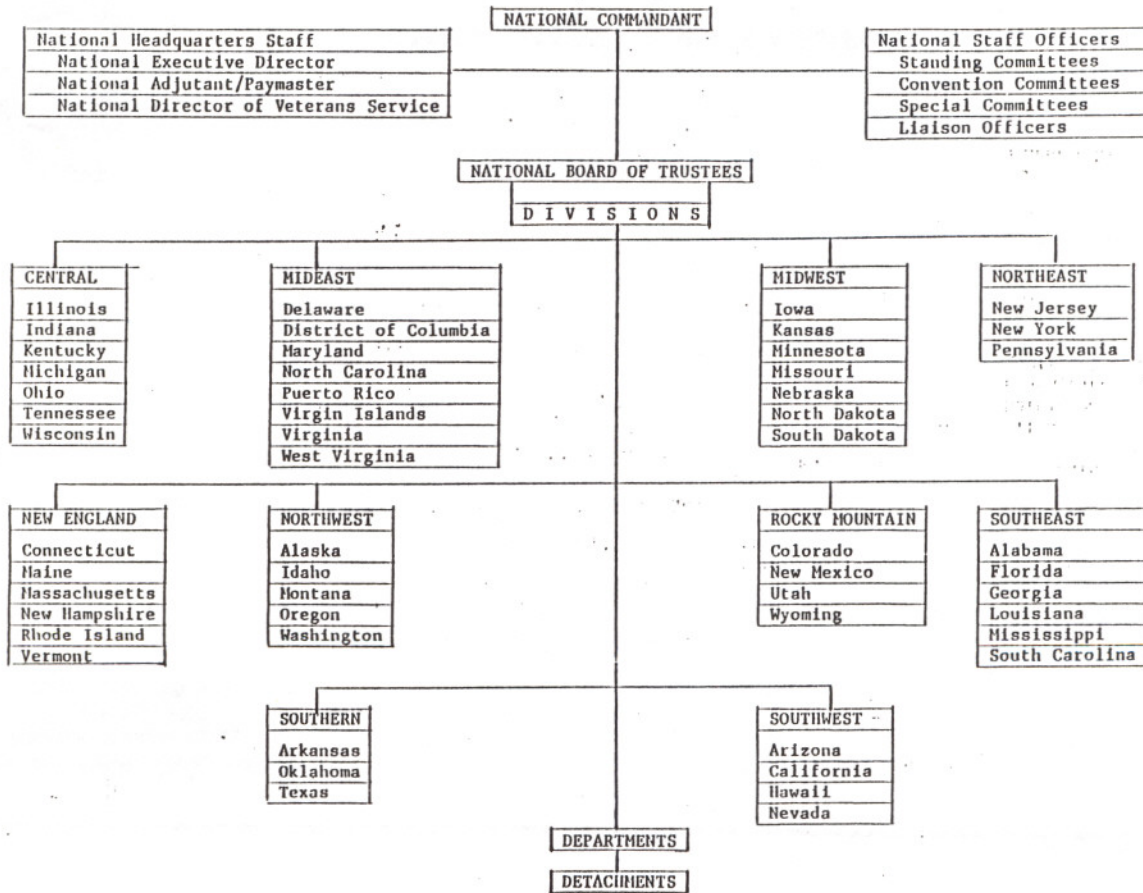 NATIONAL COMMANDANT
National Headquarters Staff
National Executive Director
National Adjutant/Paymaster
National Director of Veterans Service
National Staff Officers
Standing Committees
Convention Committees
Special Committees
Liaison Officers
NATIONAL BOARD OF TRUSTEES
D I V I S I O N S
CENTRAL
Illinois
Indiana
Kentucky
Michigan
Ohio
Tennessee
Wisconsin
MIDEAST
Delaware
District of Columbia
Maryland
North Carolina
Puerto Rico
Virgin Islands
Virginia
West Virginia
MIDWEST
Iowa
Kansas
Minnesota
Missouri
Nebraska
North Dakota
South Dakota
NORTHEAST
New Jersey
New York
Pennsylvania
NEW ENGLAND
Connecticut
Maine
Massachusetts
New Hampshire
Rhode Island
Vermont
NORTHWEST
Alaska
Idaho
Montana
Oregon
Washington
ROCKY MOUNTAIN
Colorado
New Mexico
Utah
Wyoming
SOUTHEAST
Alabama
Florida
Georgia
Louisiana
Mississippi
South Carolina
SOUTHERN
Arkansas
Oklahoma
Texas
SOUTHWEST
Arizona
California
Hawaii
Nevada
DEPARTMENTS
DETACHMENTS